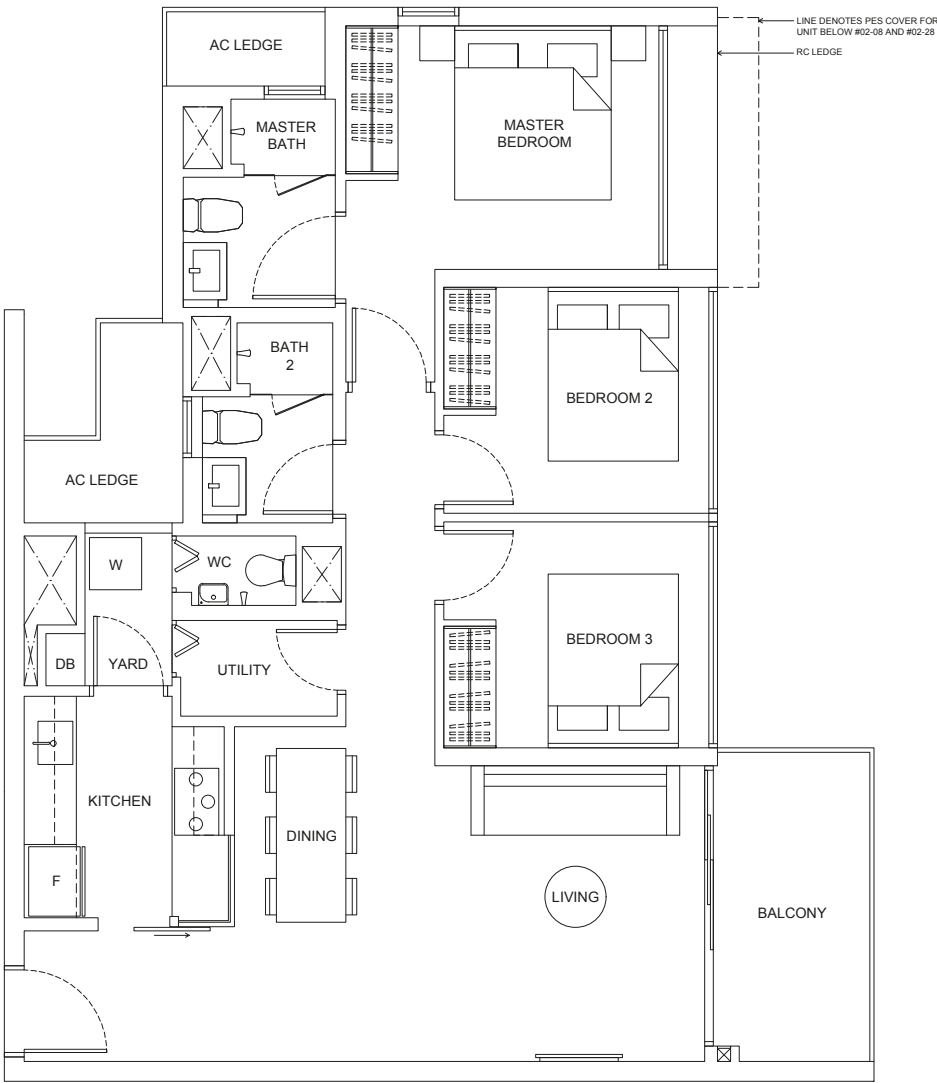 AC LEDGE
LINE DENOTES PES COVER FOR
UNIT BELOW #02-08 AND #02-28
RC LEDGE
MASTER
BATH
MASTER
BEDROOM
BATH
2
BEDROOM 2
AC LEDGE
W
WC
DB
YARD
UTILITY
BEDROOM 3
KITCHEN
DINING
F
LIVING
BALCONY